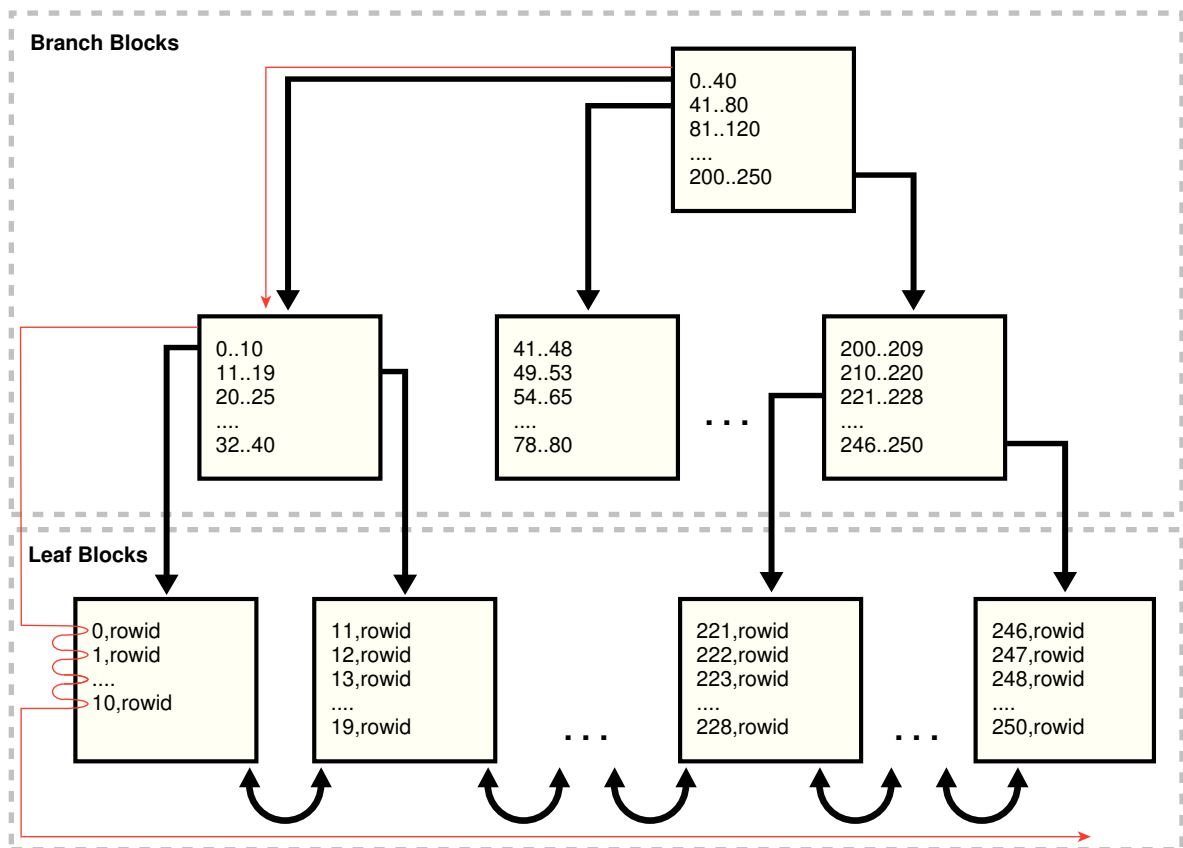 Branch Blocks
0..40
41..80
81..120
....
200..250
0..10
11..19
20..25
....
32..40
41..48
49..53
54..65
....
78..80
. . .
200..209
210..220
221..228
....
246..250
Leaf Blocks
0,rowid
1,rowid
....
10,rowid
11,rowid
12,rowid
13,rowid
....
19,rowid
. . .
221,rowid
222,rowid
223,rowid
....
228,rowid
. . .
246,rowid
247,rowid
248,rowid
....
250,rowid